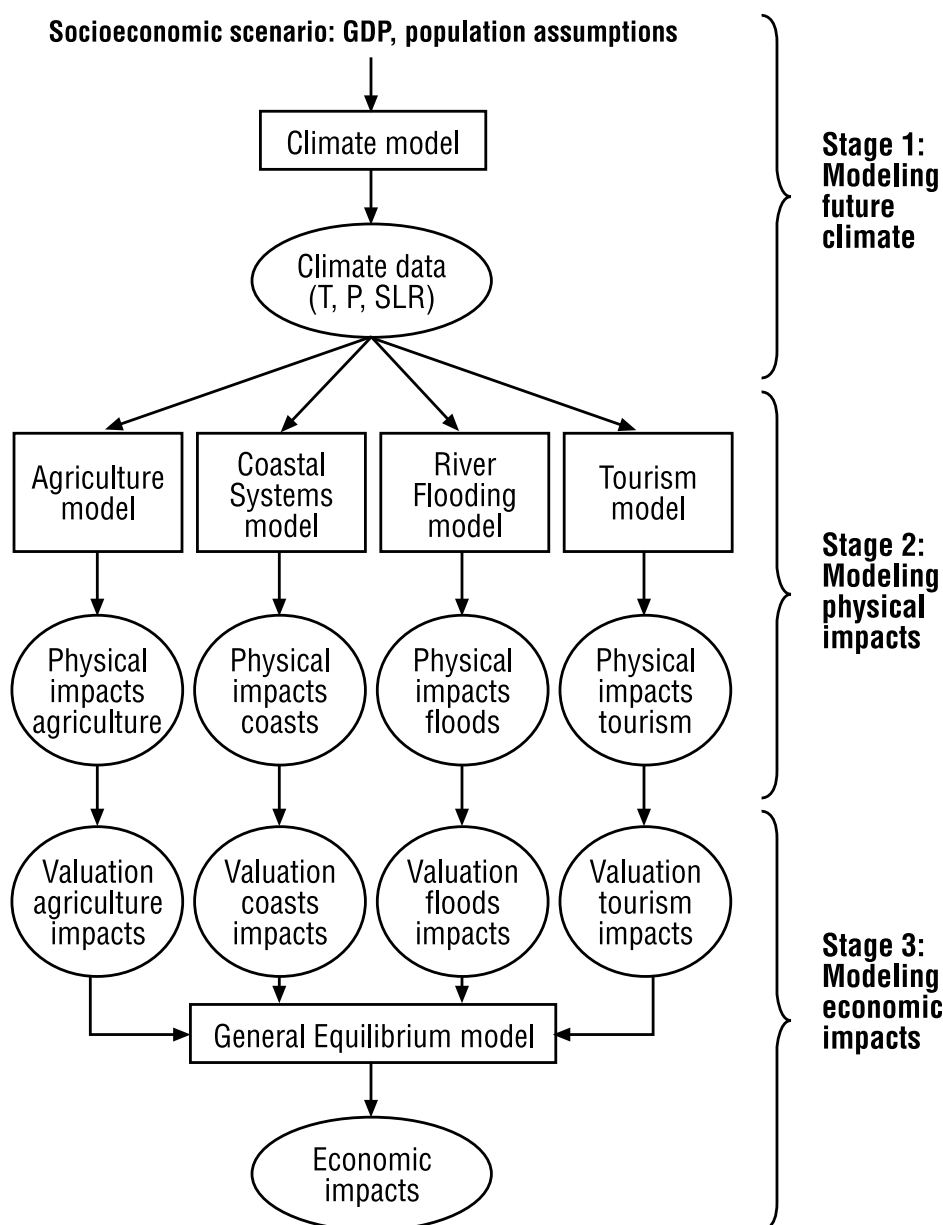 Socioeconomic scenario: GDP, population assumptions
Climate model
Climate data
(T, P, SLR)
Stage 1:
Modeling
future
climate
Agriculture
model
Coastal
Systems
model
River
Flooding
model
Tourism
model
Physical
impacts
agriculture
Physical
impacts
coasts
Physical
impacts
floods
Physical
impacts
tourism
Stage 2:
Modeling
physical
impacts
Valuation
agriculture
impacts
Valuation
coasts
impacts
Valuation
floods
impacts
Valuation
tourism
impacts
General Equilibrium model
Economic
impacts
Stage 3:
Modeling
economic
impacts